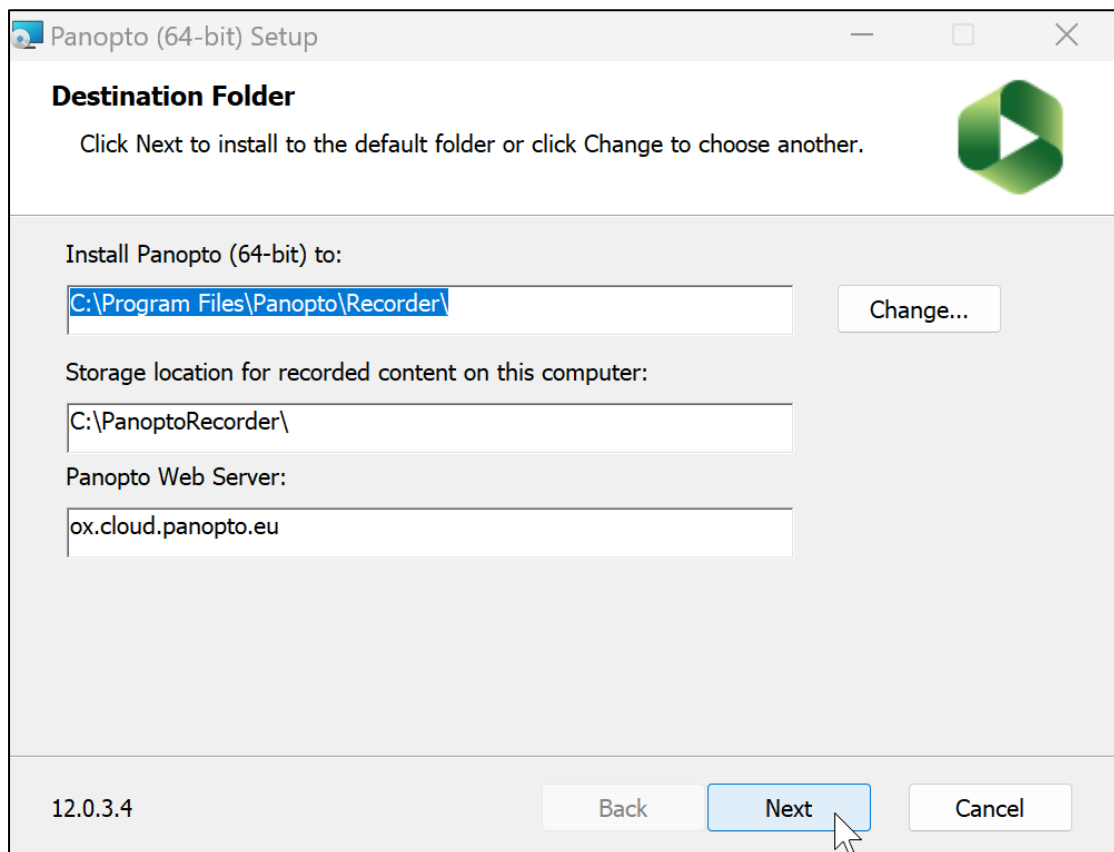 Panopto (64-bit) Setup
Destination Folder
Click Next to install to the default folder or click Change to choose another.
Install Panopto (64-bit) to:
C:\Program Files\Panopto\Recorder\
Change...
Storage location for recorded content on this computer:
C:\PanoptoRecorder\
Panopto Web Server:
ox.cloud.panopto.eu
12.0.3.4
Back
Next
Cancel